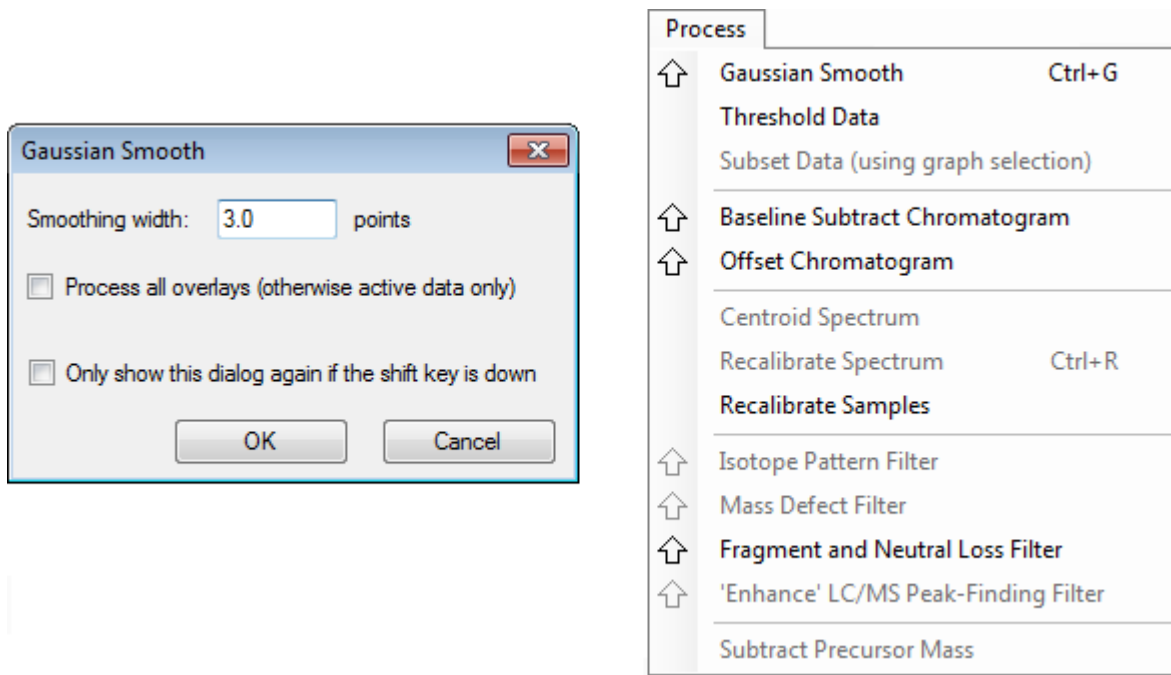 Gaussian Smooth
Smoothing width: 3.0 points
Process all overlays (otherwise active data only)
Only show this dialog again if the shift key is down
OK Cancel
Process
Gaussian Smooth Ctrl+G
Threshold Data
Subset Data (using graph selection)
Baseline Subtract Chromatogram
Offset Chromatogram
Centroid Spectrum
Recalibrate Spectrum Ctrl+R
Recalibrate Samples
Isotope Pattern Filter
Mass Defect Filter
Fragment and Neutral Loss Filter
'Enhance' LC/MS Peak-Finding Filter
Subtract Precursor Mass